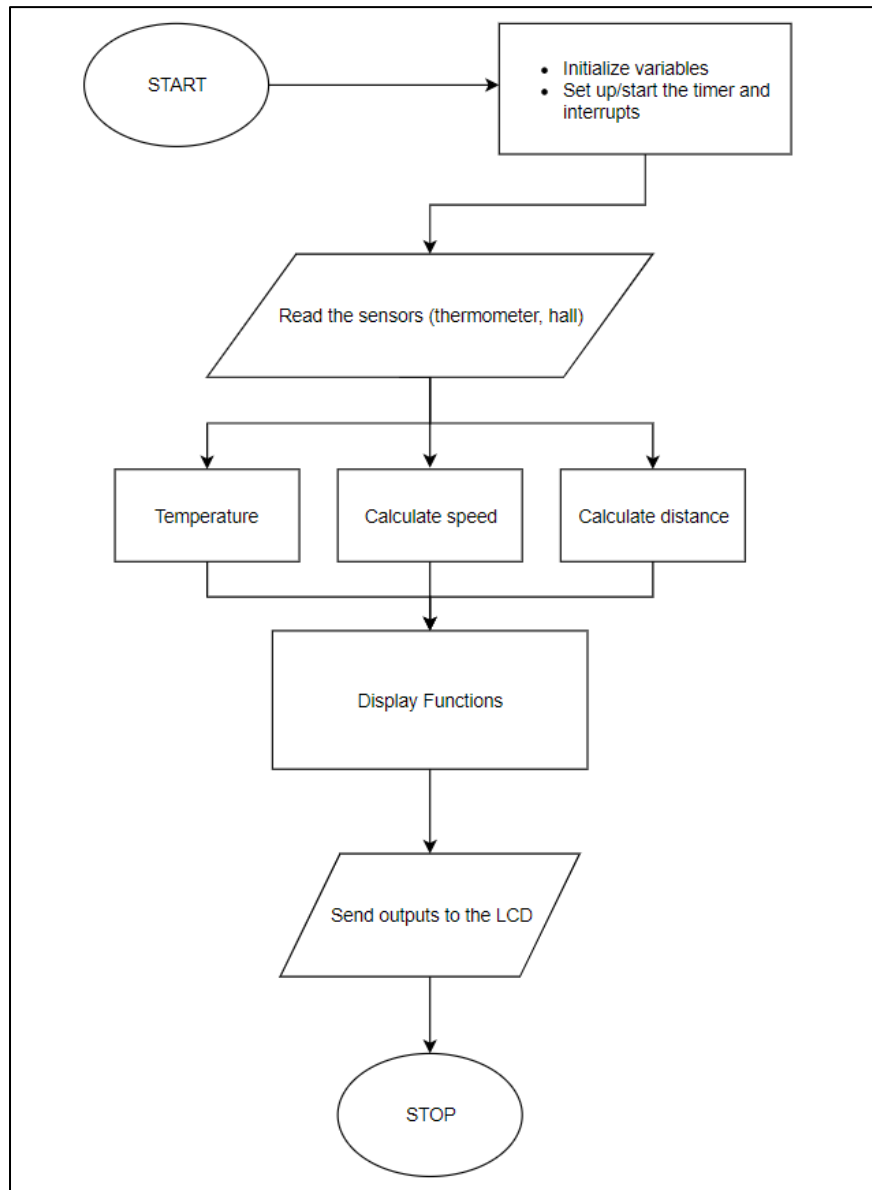 START
• Initialize variables
• Set up/start the timer and
interrupts
Read the sensors (thermometer, hall)
Temperature
Calculate speed
Calculate distance
Display Functions
Send outputs to the LCD
STOP